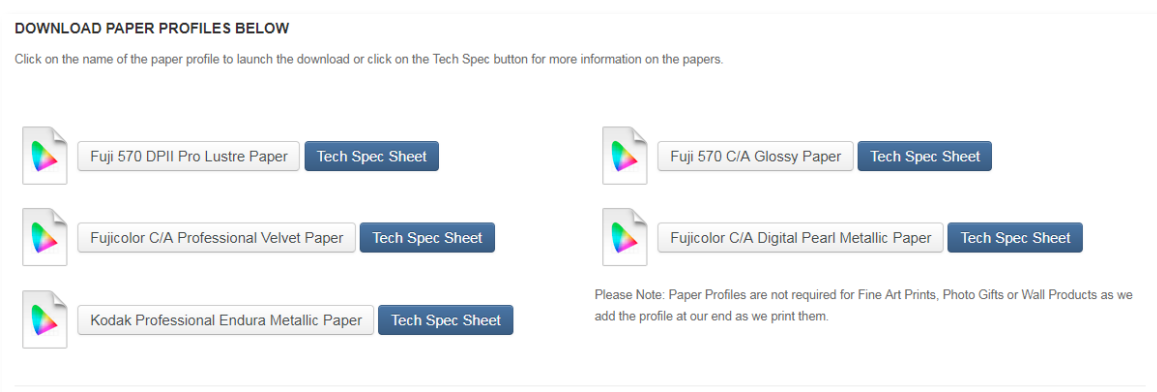 DOWNLOAD PAPER PROFILES BELOW
Click on the name of the paper profile to launch the download or click on the Tech Spec button for more information on the papers.
Fuji 570 DPII Pro Lustre Paper Tech Spec Sheet
Fuji 570 C/A Glossy Paper Tech Spec Sheet
Fujicolor C/A Professional Velvet Paper Tech Spec Sheet
Fujicolor C/A Digital Pearl Metallic Paper Tech Spec Sheet
Kodak Professional Endura Metallic Paper Tech Spec Sheet
Please Note: Paper Profiles are not required for Fine Art Prints, Photo Gifts or Wall Products as we
add the profile at our end as we print them.